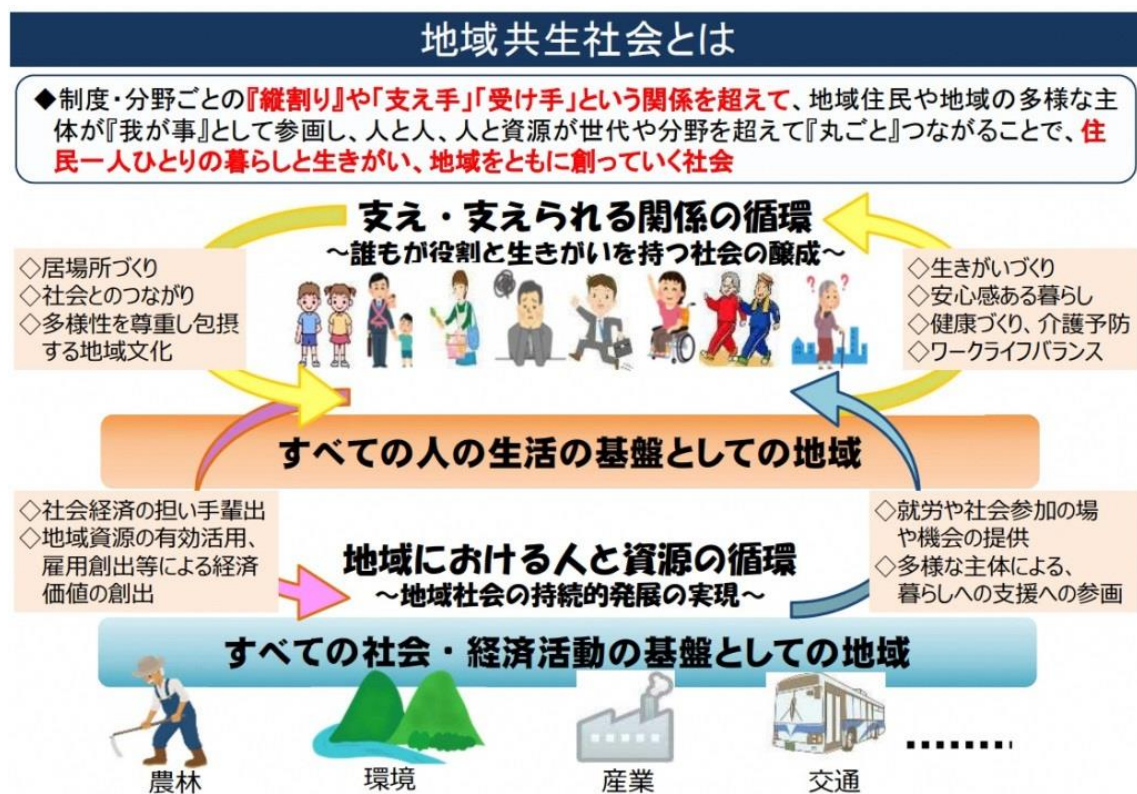 地域共生社会とは
◆制度・分野ごとの『縦割り』や「支え手」「受け手」という関係を超えて、地域住民や地域の多様な主
体が『我が事』として参画し、人と人、人と資源が世代や分野を超えて『丸ごと』つながることで、住
民一人ひとりの暮らしと生きがい、地域をともに創っていく社会
支え・支えられる関係の循環
～誰もが役割と生きがいを持つ社会の醸成～
◇居場所づくり
◇社会とのつながり
◇多様性を尊重し包摂
する地域文化
◇生きがいづくり
◇安心感ある暮らし
◇健康づくり、介護予防
◇ワークライフバランス
? ?
すべての人の生活の基盤としての地域
◇社会経済の担い手輩出
◇地域資源の有効活用、
雇用創出等による経済
価値の創出
地域における人と資源の循環
～地域社会の持続的発展の実現～
◇就労や社会参加の場
や機会の提供
◇多様な主体による、
暮らしへの支援への参画
すべての社会・経済活動の基盤としての地域
農林
環境
産業
交通